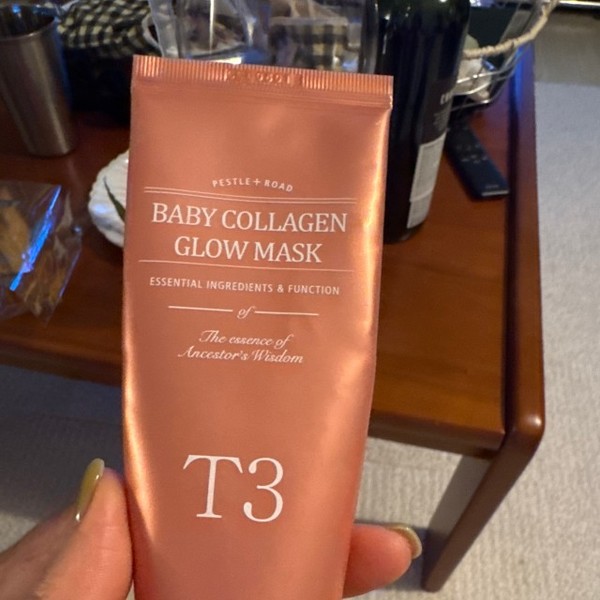 PESTLE+ROAD
BABY COLLAGEN
GLOW MASK
ESSENTIAL INGREDIENTS & FUNCTION
of
The essence of
Ancestor's Wisdom
T3